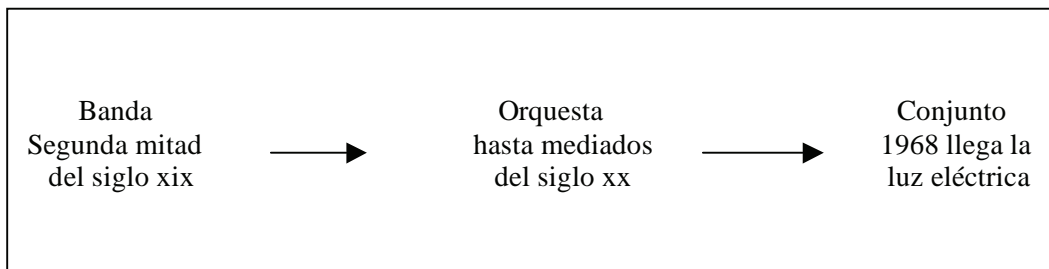 Banda
Segunda mitad
del siglo xix
Orquesta
hasta mediados
del siglo xx
Conjunto
1968 llega la
luz eléctrica